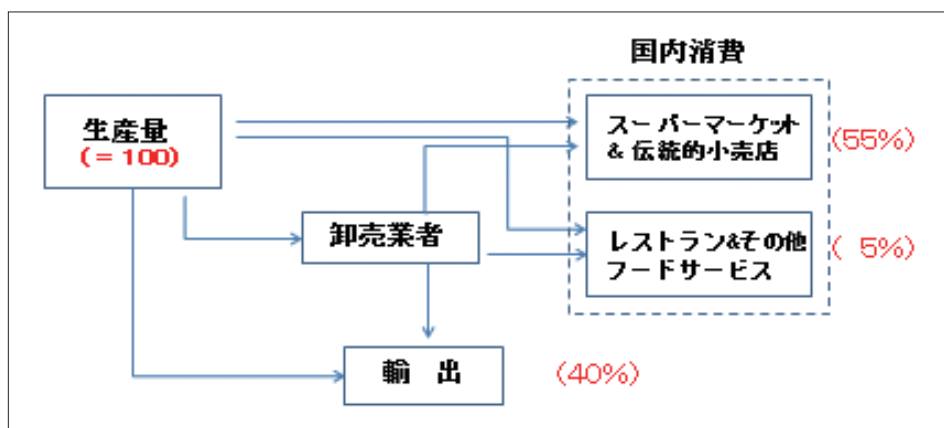 国内消費
生産量
(=100)
スーパーマーケット
& 伝統的小売店
(55%)
卸売業者
レストラン&その他
フードサービス
( 5%)
輸 出
(40%)